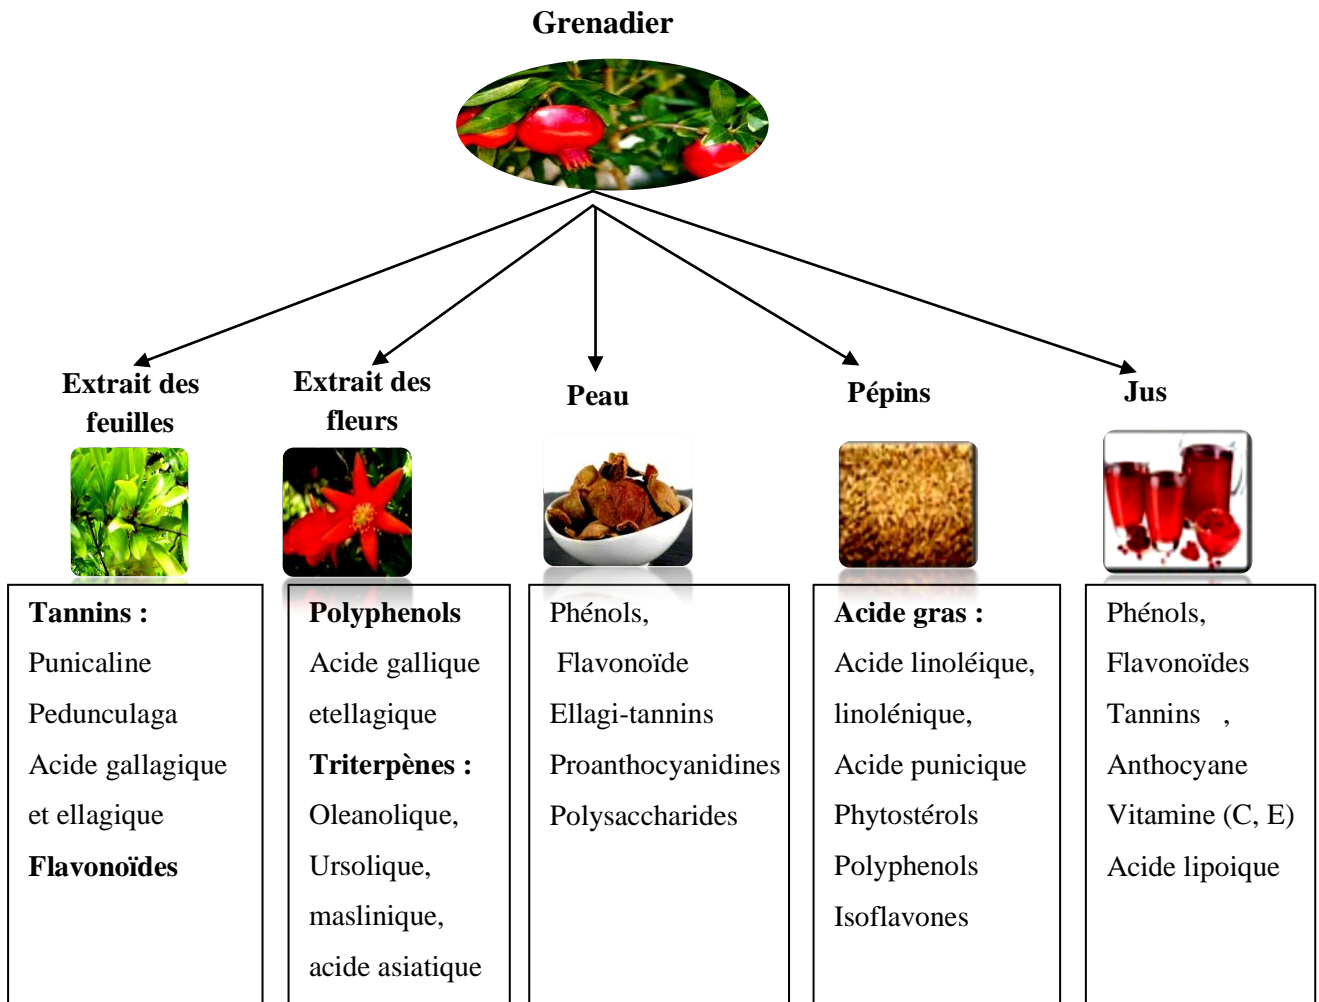 Grenadier
Extrait des
feuilles
Extrait des
fleurs
Peau
Pépins
Jus
Tannins :
Punicaline
Pedunculaga
Acide gallagique
et ellagique
Flavonoïdes
Polyphenols
Acide gallique
etellagique
Triterpènes :
Oleanolique,
Ursolique,
maslinique,
acide asiatique
Phénols,
Flavonoïde
Ellagi-tannins
Proanthocyanidines
Polysaccharides
Acide gras :
Acide linoléique,
linolénique,
Acide punicique
Phytostérols
Polyphenols
Isoflavones
Phénols,
Flavonoïdes
Tannins ,
Anthocyane
Vitamine (C, E)
Acide lipoique